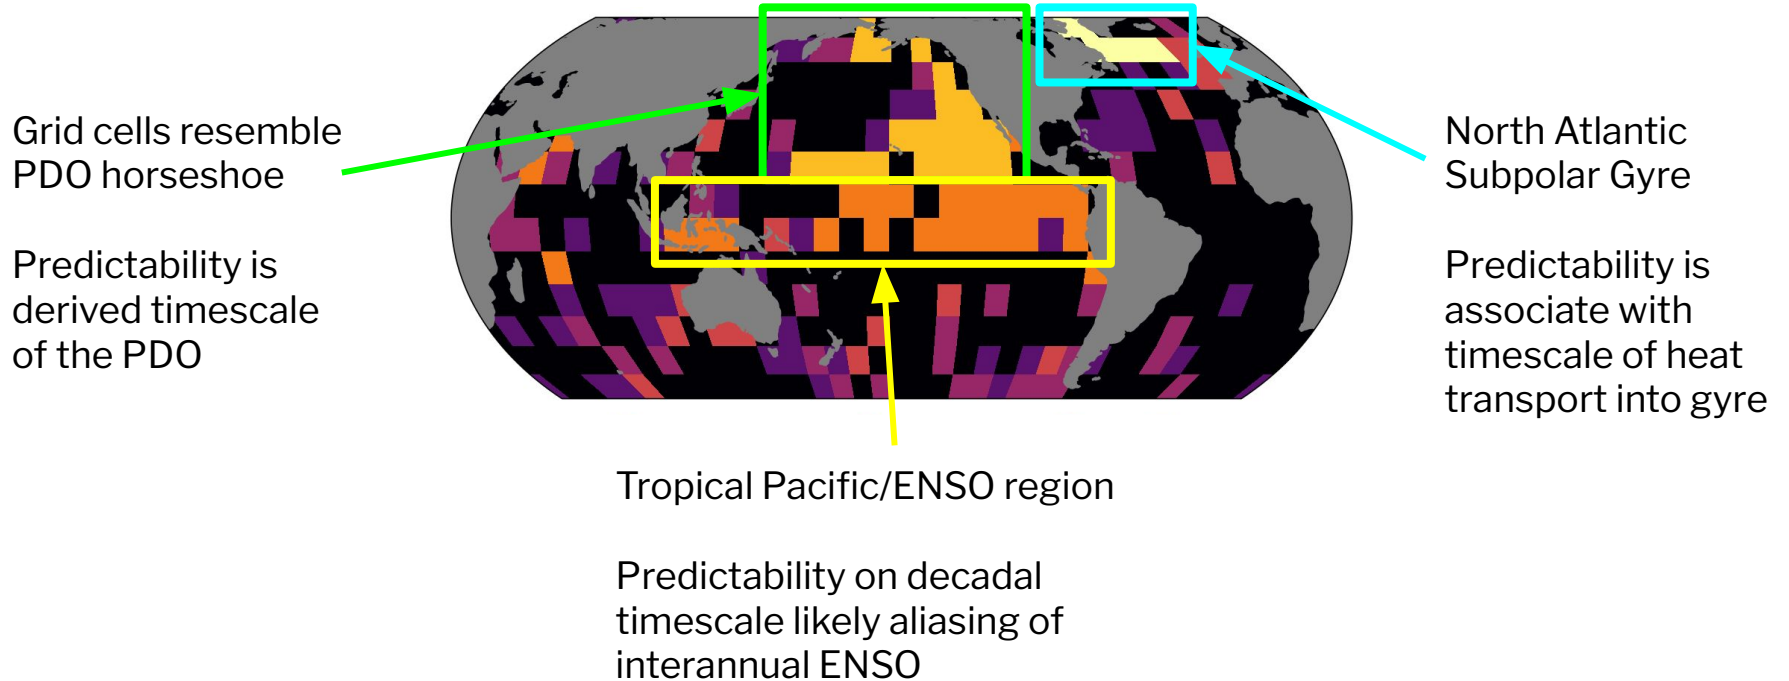 Grid cells resemble
PDO horseshoe
Predictability is
derived timescale
of the PDO
Tropical Pacific/ENSO region
Predictability on decadal
timescale likely aliasing of
interannual ENSO
North Atlantic
Subpolar Gyre
Predictability is
associate with
timescale of heat
transport into gyre